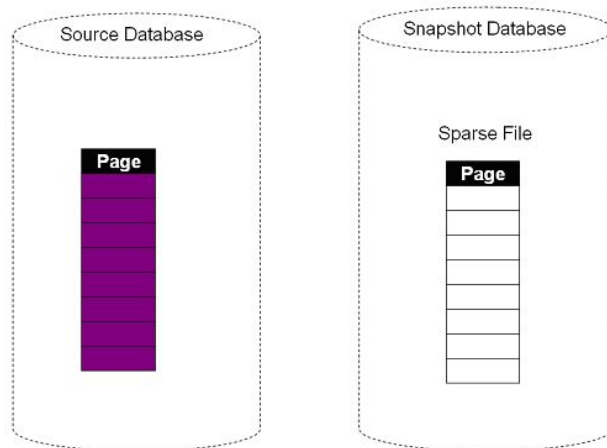 Source Database
Snapshot Database
Sparse File
Page
Page